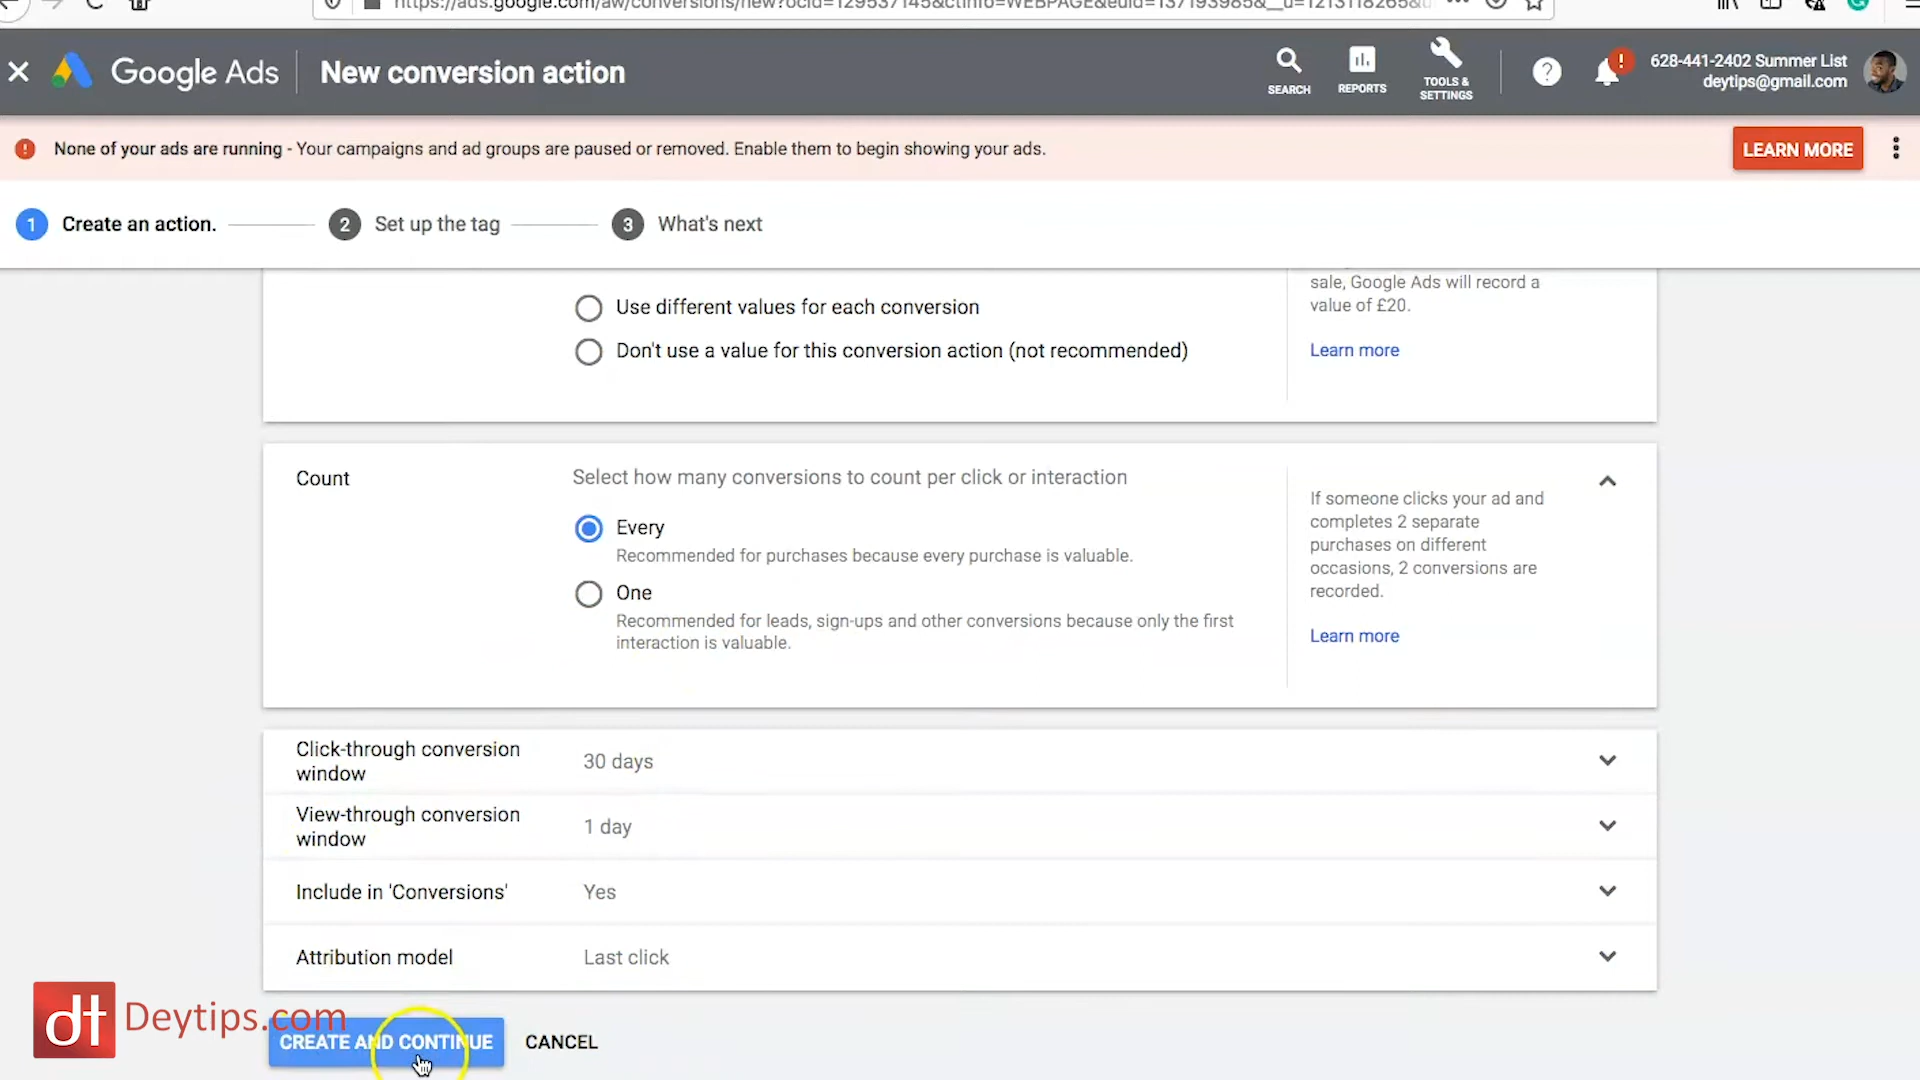 Google Ads New conversion action
SEARCH
REPORTS
TOOLS &
SETTINGS
628-441-2402 Summer List
deytips@gmail.com
None of your ads are running - Your campaigns and ad groups are paused or removed. Enable them to begin showing your ads.
LEARN MORE
1 Create an action.
2 Set up the tag
3 What's next
Use different values for each conversion
Don't use a value for this conversion action (not recommended)
sale, Google Ads will record a
value of £20.
Learn more
Count
Select how many conversions to count per click or interaction
Every
Recommended for purchases because every purchase is valuable.
One
Recommended for leads, sign-ups and other conversions because only the first
interaction is valuable.
If someone clicks your ad and
completes 2 separate
purchases on different
occasions, 2 conversions are
recorded.
Learn more
Click-through conversion
window
30 days
View-through conversion
window
1 day
Include in 'Conversions'
Yes
Attribution model
Last click
dt Deytips.com
CREATE AND CONTINUE
CANCEL